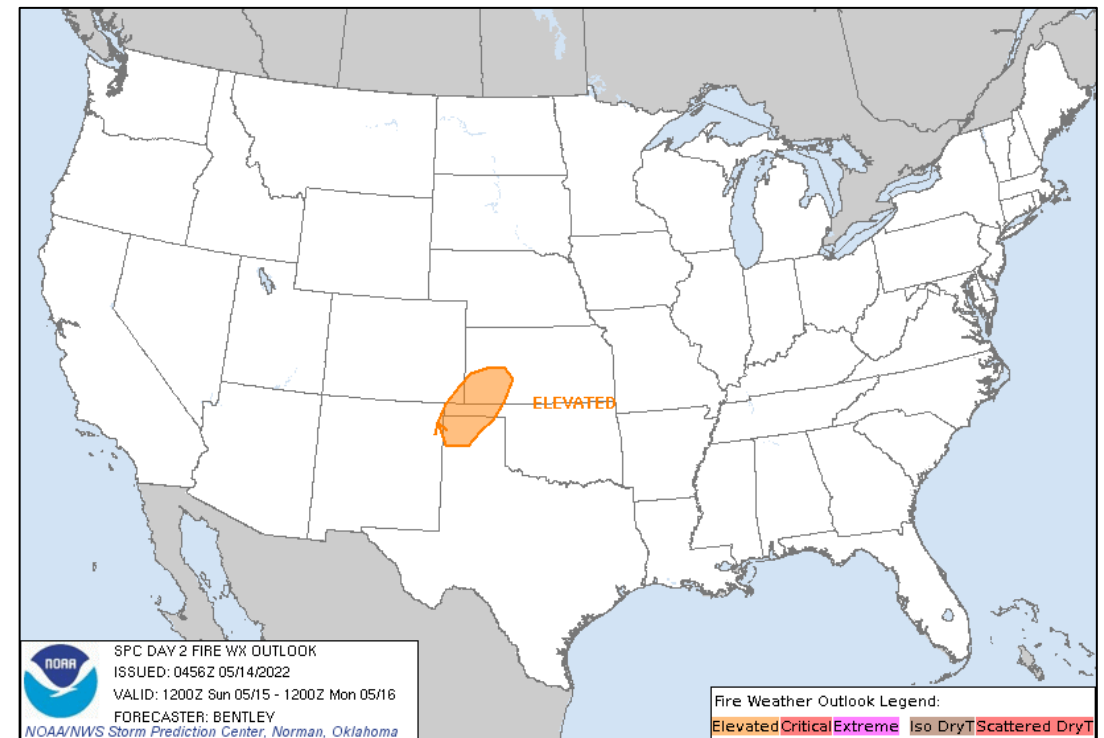 ELEVATED
NOAA
SPC DAY 2 FIRE WX OUTLOOK
ISSUED: 0456Z 05/14/2022
VALID: 1200Z Sun 05/15 - 1200Z Mon 05/16
FORECASTER: BENTLEY
NOAA/NWS Storm Prediction Center, Norman, Oklahoma
Fire Weather Outlook Legend:
Elevated Critical Extreme Iso DryT Scattered DryT